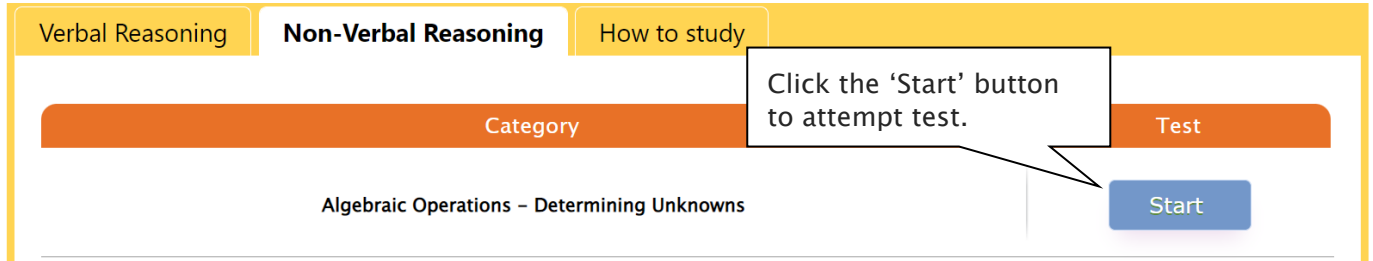 Verbal Reasoning
Non-Verbal Reasoning
How to study
Click the ‘Start’ button
to attempt test.
Category
Test
Algebraic Operations – Determining Unknowns
Start